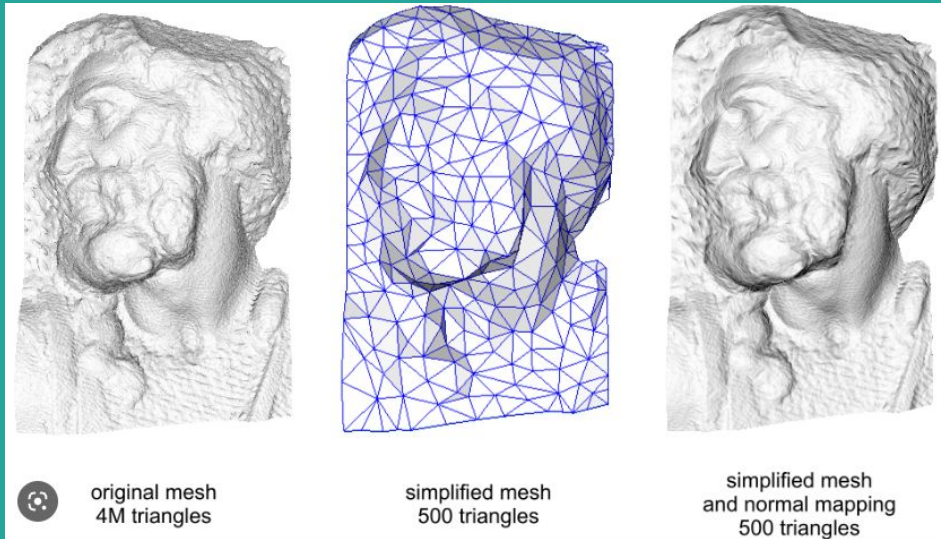 original mesh
4M triangles
simplified mesh
500 triangles
simplified mesh
and normal mapping
500 triangles